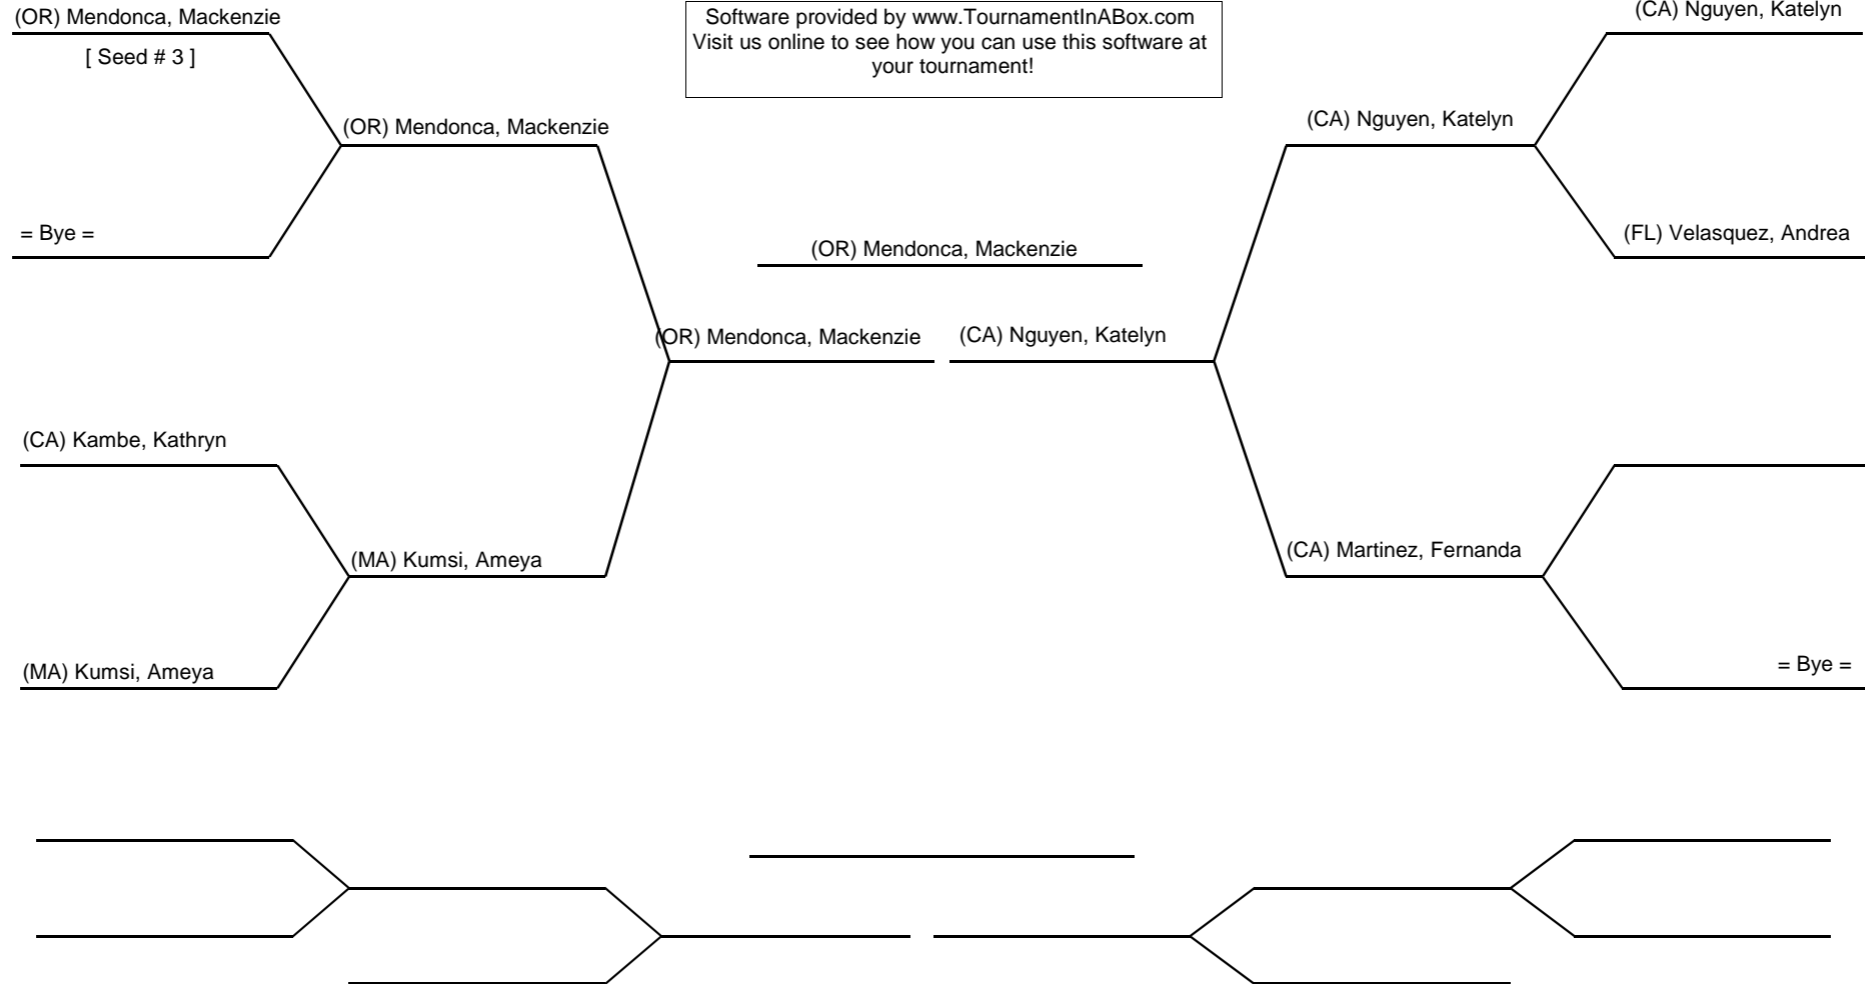 (OR) Mendonca, Mackenzie
[ Seed # 3 ]
Software provided by www.TournamentInABox.com
Visit us online to see how you can use this software at
your tournament!
(CA) Nguyen, Katelyn
(OR) Mendonca, Mackenzie
(CA) Nguyen, Katelyn
= Bye =
(OR) Mendonca, Mackenzie
(FL) Velasquez, Andrea
(OR) Mendonca, Mackenzie
(CA) Nguyen, Katelyn
(CA) Kambe, Kathryn
(MA) Kumsi, Ameya
(CA) Martinez, Fernanda
(MA) Kumsi, Ameya
= Bye =